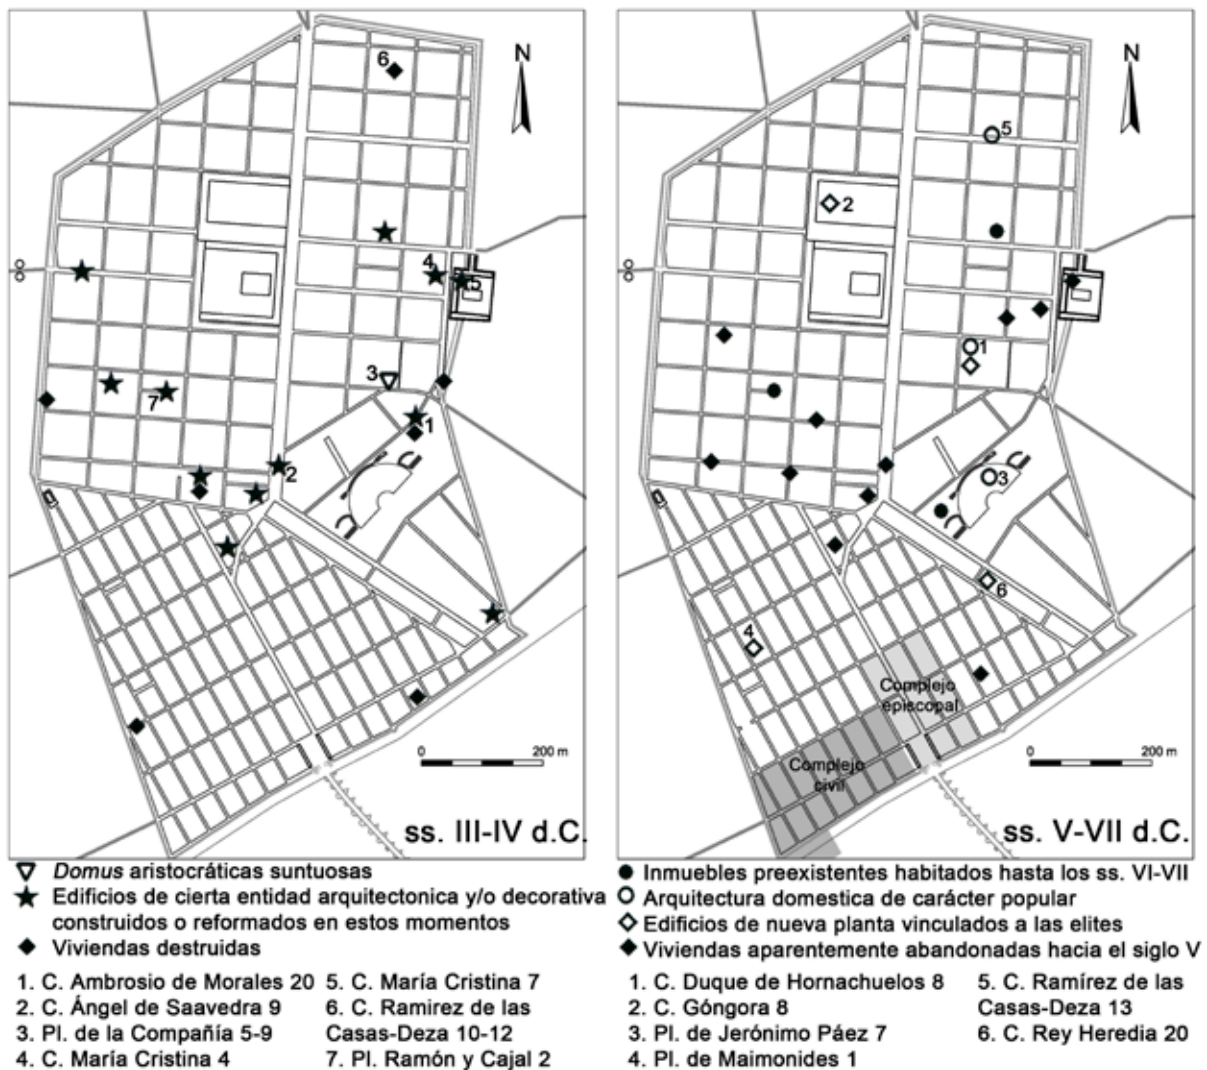 6
N
4
5
3
7
1
2
0
200 m
ss. III-IV d.C.
N
5
2
1
3
6
4
Complejo
episcopal
Complejo
civil
0
200 m
ss. V-VII d.C.
Domus aristocráticas suntuosas
Edificios de cierta entidad arquitectonica y/o decorativa
construidos o reformados en estos momentos
Viviendas destruidas
1. C. Ambrosio de Morales 20
2. C. Ángel de Saavedra 9
3. Pl. de la Compañía 5-9
4. C. María Cristina 4
5. C. María Cristina 7
6. C. Ramirez de las
Casas-Deza 10-12
7. Pl. Ramón y Cajal 2
Inmuebles preexistentes habitados hasta los ss. VI-VII
Arquitectura domestica de carácter popular
Edificios de nueva planta vinculados a las elites
Viviendas aparentemente abandonadas hacia el siglo V
1. C. Duque de Hornachuelos 8
2. C. Góngora 8
3. Pl. de Jerónimo Páez 7
4. Pl. de Maimonides 1
5. C. Ramírez de las
Casas-Deza 13
6. C. Rey Heredia 20